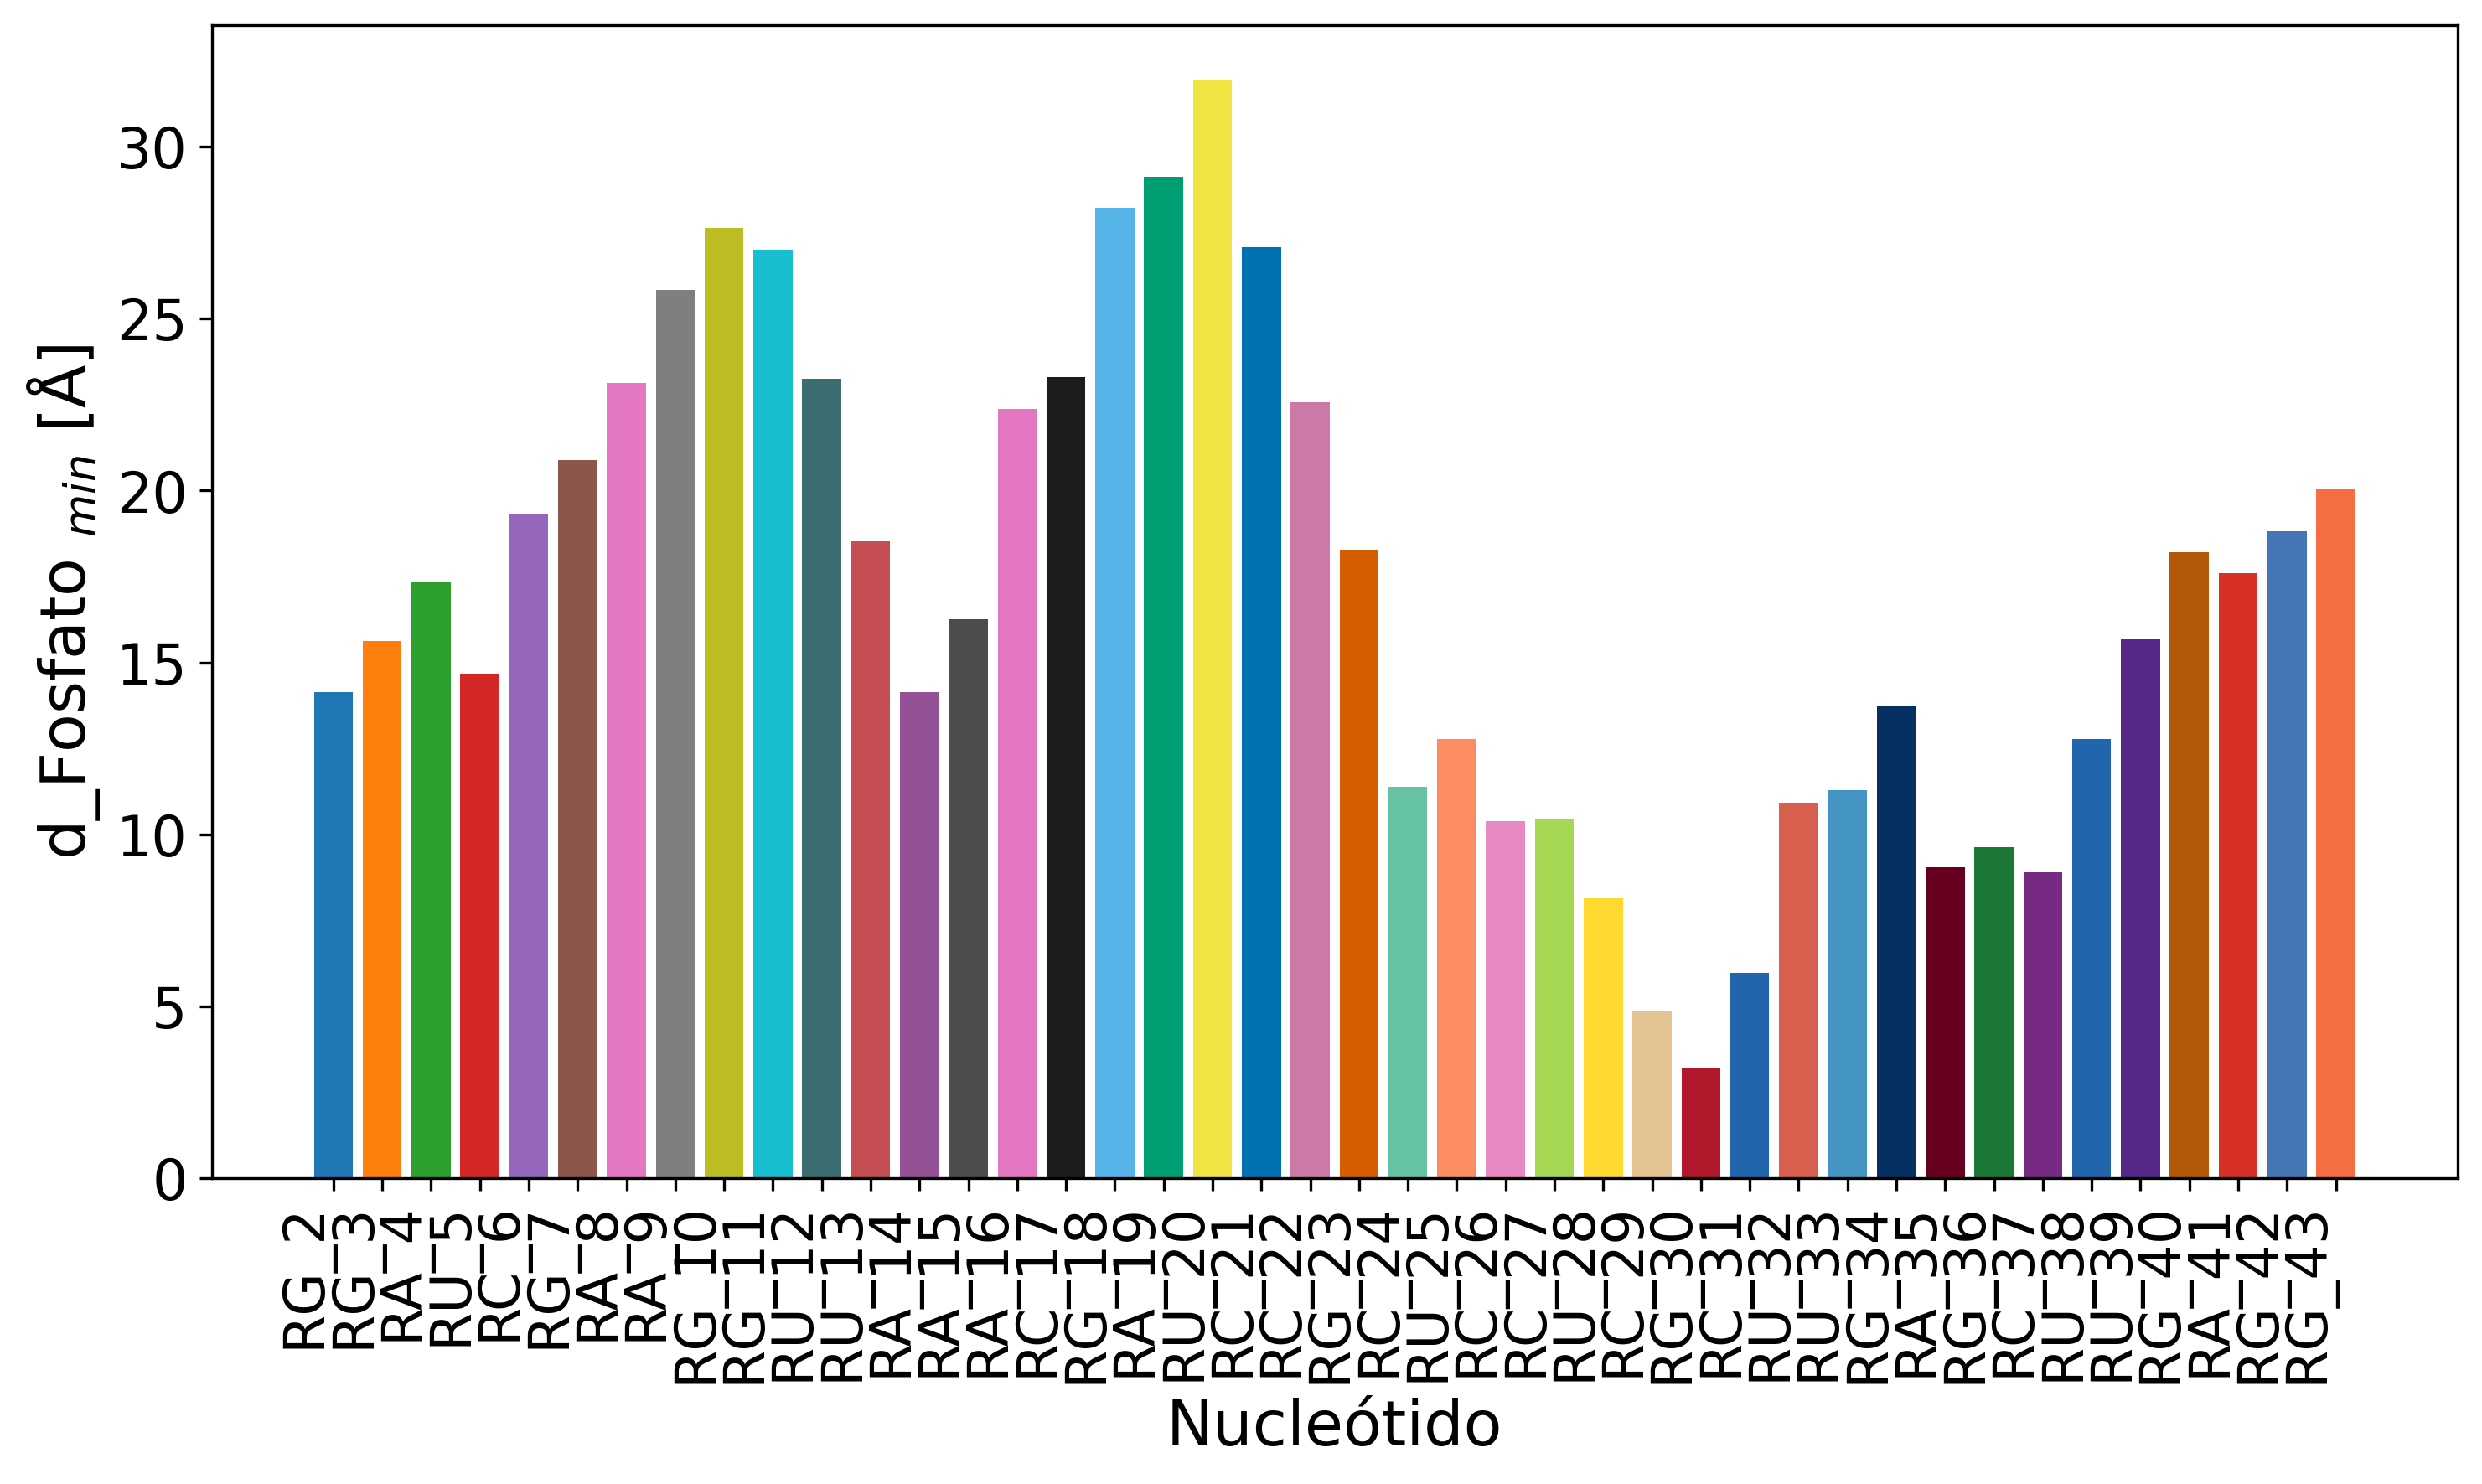 d_Fosfato min [Å]
30
25
20
15
10
5
0
RG_2
RG_3
RA_4
RU_5
RC_6
RG_7
RA_8
RA_9
RG_10
RG_11
RU_12
RU_13
RA_14
RA_15
RA_16
RC_17
RG_18
RA_19
RU_20
RC_21
RC_22
RG_23
RC_24
RU_25
RC_26
RC_27
RU_28
RC_29
RG_30
RC_31
RU_32
RU_33
RG_34
RA_35
RG_36
RC_37
RU_38
RU_39
RG_40
RA_41
RG_42
RG_43
Nucleótido